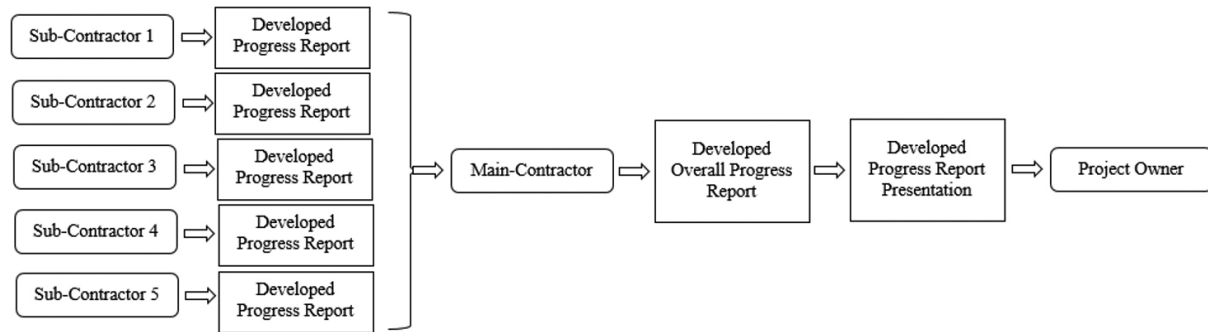 Sub-Contractor 1
Developed
Progress Report
Sub-Contractor 2
Developed
Progress Report
Sub-Contractor 3
Developed
Progress Report
Sub-Contractor 4
Developed
Progress Report
Sub-Contractor 5
Developed
Progress Report
Main-Contractor
Developed
Overall Progress
Report
Developed
Progress Report
Presentation
Project Owner